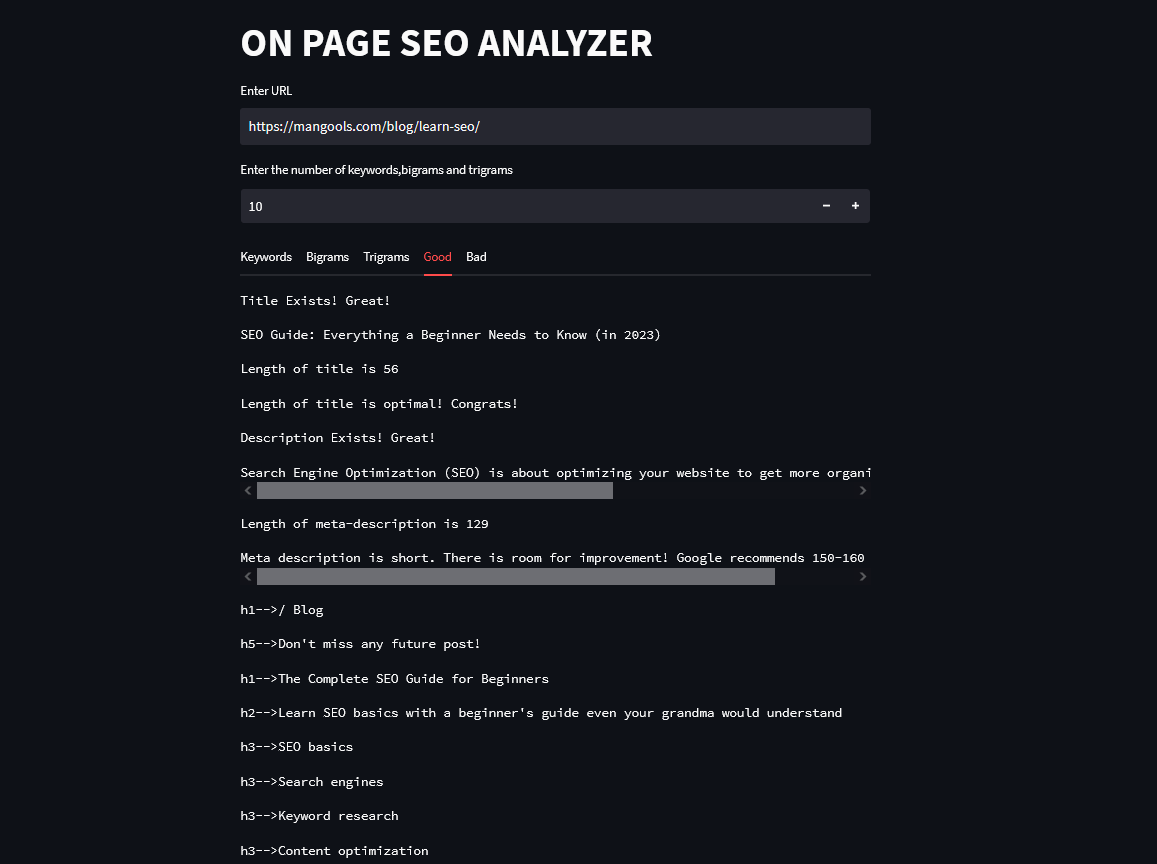 ON PAGE SEO ANALYZER
Enter URL
https://mangools.com/blog/learn-seo/
Enter the number of keywords,bigrams and trigrams
10
Keywords Bigrams Trigrams Good Bad
Title Exists! Great!
SEO Guide: Everything a Beginner Needs to Know (in 2023)
Length of title is 56
Length of title is optimal! Congrats!
Description Exists! Great!
Search Engine Optimization (SEO) is about optimizing your website to get more organi
Length of meta-description is 129
Meta description is short. There is room for improvement! Google recommends 150-160
h1-->/ Blog
h5-->Don't miss any future post!
h1-->The Complete SEO Guide for Beginners
h2-->Learn SEO basics with a beginner's guide even your grandma would understand
h3-->SEO basics
h3-->Search engines
h3-->Keyword research
h3-->Content optimization